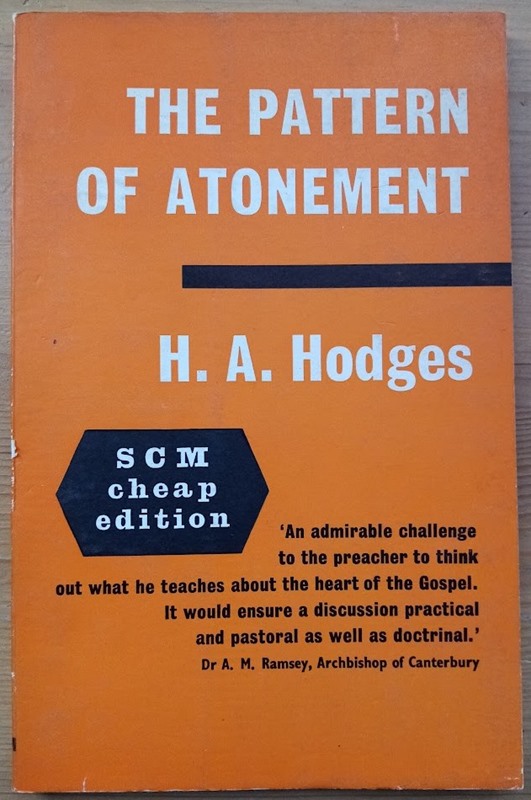 THE PATTERN
OF ATONEMENT
H. A. Hodges
SCM
cheap
edition
‘An admirable challenge
to the preacher to think
out what he teaches about the heart of the Gospel.
It would ensure a discussion practical
and pastoral as well as doctrinal.’
Dr A. M. Ramsey, Archbishop of Canterbury